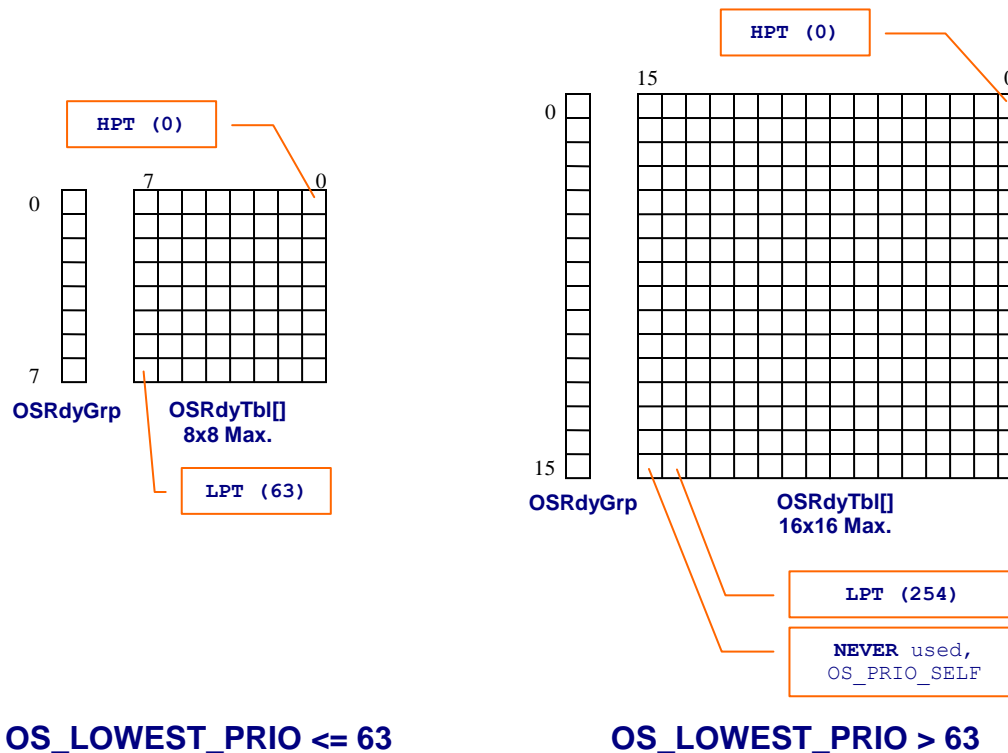 HPT (0)
15 0
0
HPT (0)
7 0
0
7
OSRdyGrp
OSRdyTbl[]
8x8 Max.
LPT (63)
15
OSRdyGrp
OSRdyTbl[]
16x16 Max.
LPT (254)
NEVER used,
OS_PRIO_SELF
OS_LOWEST_PRIO <= 63
OS_LOWEST_PRIO > 63